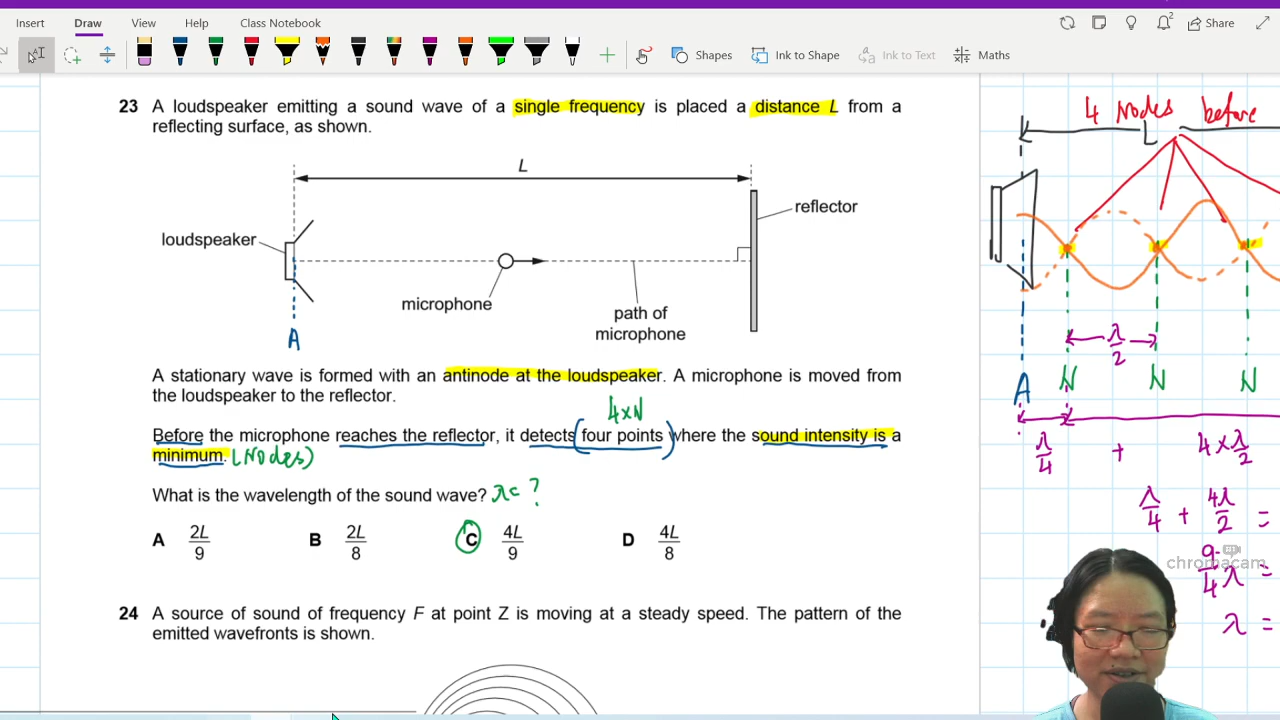 Insert Draw View Help Class Notebook 2 Share
Shapes Ink to Shape Ink to Text Maths
23 A loudspeaker emitting a sound wave of a single frequency is placed a distance L from a
reflecting surface, as shown.
L
loudspeaker
reflector
microphone
path of
microphone
A
A stationary wave is formed with an antinode at the loudspeaker. A microphone is moved from
the loudspeaker to the reflector.
4×N
Before the microphone reaches the reflector, it detects (four points) where the sound intensity is a
minimum. (Nodes)
What is the wavelength of the sound wave? λ = ?
A 2L/9 B 2L/8 C 4L/9 D 4L/8
24 A source of sound of frequency F at point Z is moving at a steady speed. The pattern of the
emitted wavefronts is shown.
4 Nodes before
L
λ/2
A N N N
λ/4 + 4×λ/2
λ/4 + 4λ/2 =
9/4 λ =
λ =
chromacam